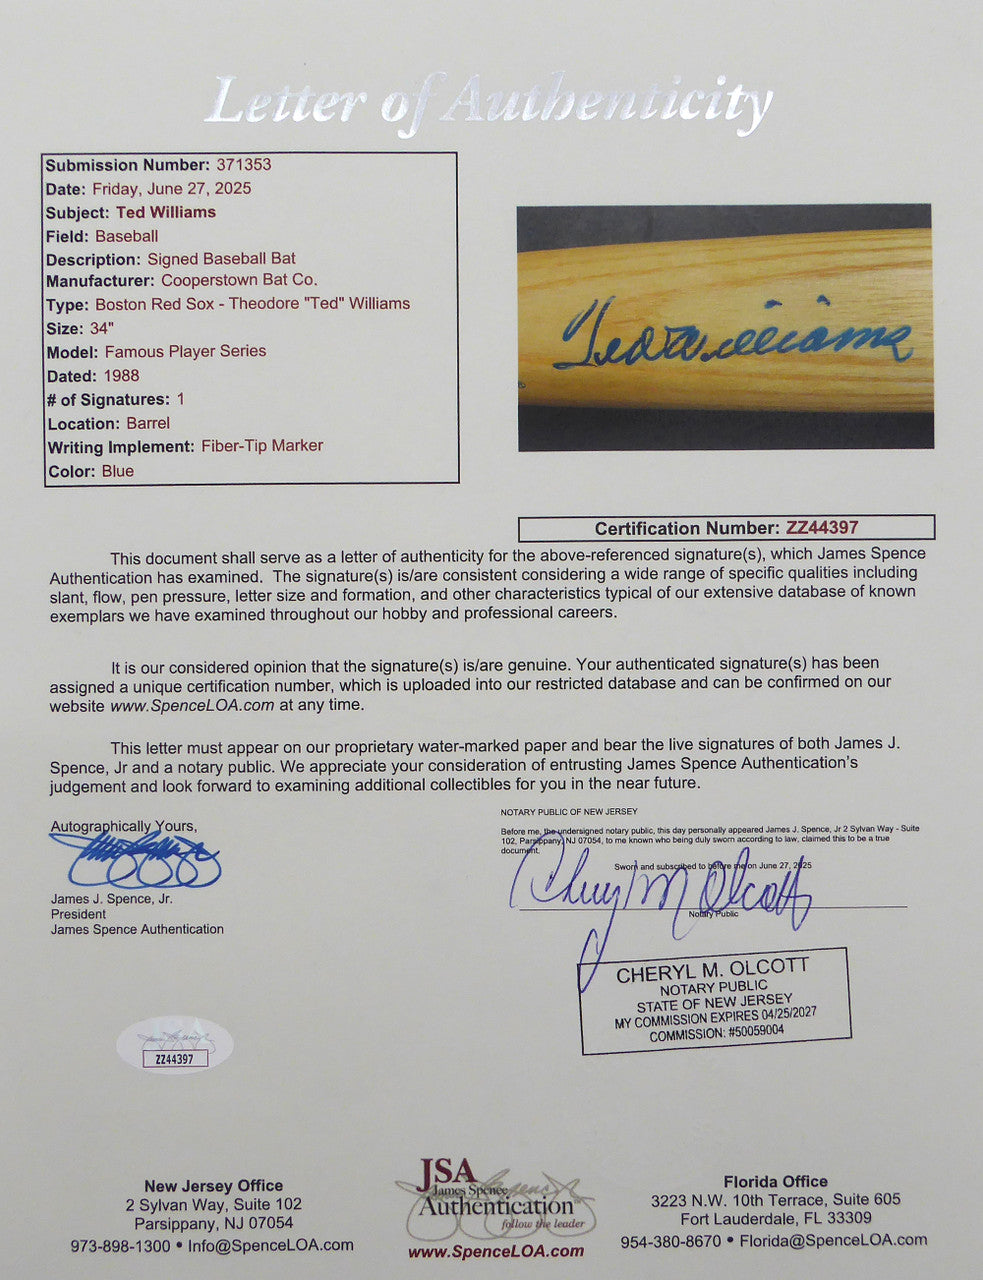 Letter of Authenticity
Submission Number: 371353
Date: Friday, June 27, 2025
Subject: Ted Williams
Field: Baseball
Description: Signed Baseball Bat
Manufacturer: Cooperstown Bat Co.
Type: Boston Red Sox - Theodore "Ted" Williams
Size: 34"
Model: Famous Player Series
Dated: 1988
# of Signatures: 1
Location: Barrel
Writing Implement: Fiber-Tip Marker
Color: Blue
Ted Williams
Certification Number: ZZ44397
This document shall serve as a letter of authenticity for the above-referenced signature(s), which James Spence
Authentication has examined. The signature(s) is/are consistent considering a wide range of specific qualities including
slant, flow, pen pressure, letter size and formation, and other characteristics typical of our extensive database of known
exemplars we have examined throughout our hobby and professional careers.
It is our considered opinion that the signature(s) is/are genuine. Your authenticated signature(s) has been
assigned a unique certification number, which is uploaded into our restricted database and can be confirmed on our
website www.SpenceLOA.com at any time.
This letter must appear on our proprietary water-marked paper and bear the live signatures of both James J.
Spence, Jr and a notary public. We appreciate your consideration of entrusting James Spence Authentication's
judgement and look forward to examining additional collectibles for you in the near future.
Autographically Yours,
James J. Spence, Jr.
President
James Spence Authentication
NOTARY PUBLIC OF NEW JERSEY
Before me, the undersigned notary public, this day personally appeared James J. Spence, Jr 2 Sylvan Way - Suite
102, Parsippany, NJ 07054, to me known who being duly sworn according to law, claimed this to be a true
document.
Sworn and subscribed to before me on June 27, 2025
Cheryl M Olcott
Notary Public
CHERYL M. OLCOTT
NOTARY PUBLIC
STATE OF NEW JERSEY
MY COMMISSION EXPIRES 04/25/2027
COMMISSION: #50059004
ZZ44397
New Jersey Office
2 Sylvan Way, Suite 102
Parsippany, NJ 07054
973-898-1300 • Info@SpenceLOA.com
JSA
James Spence
Authentication
follow the leader
www.SpenceLOA.com
Florida Office
3223 N.W. 10th Terrace, Suite 605
Fort Lauderdale, FL 33309
954-380-8670 • Florida@SpenceLOA.com